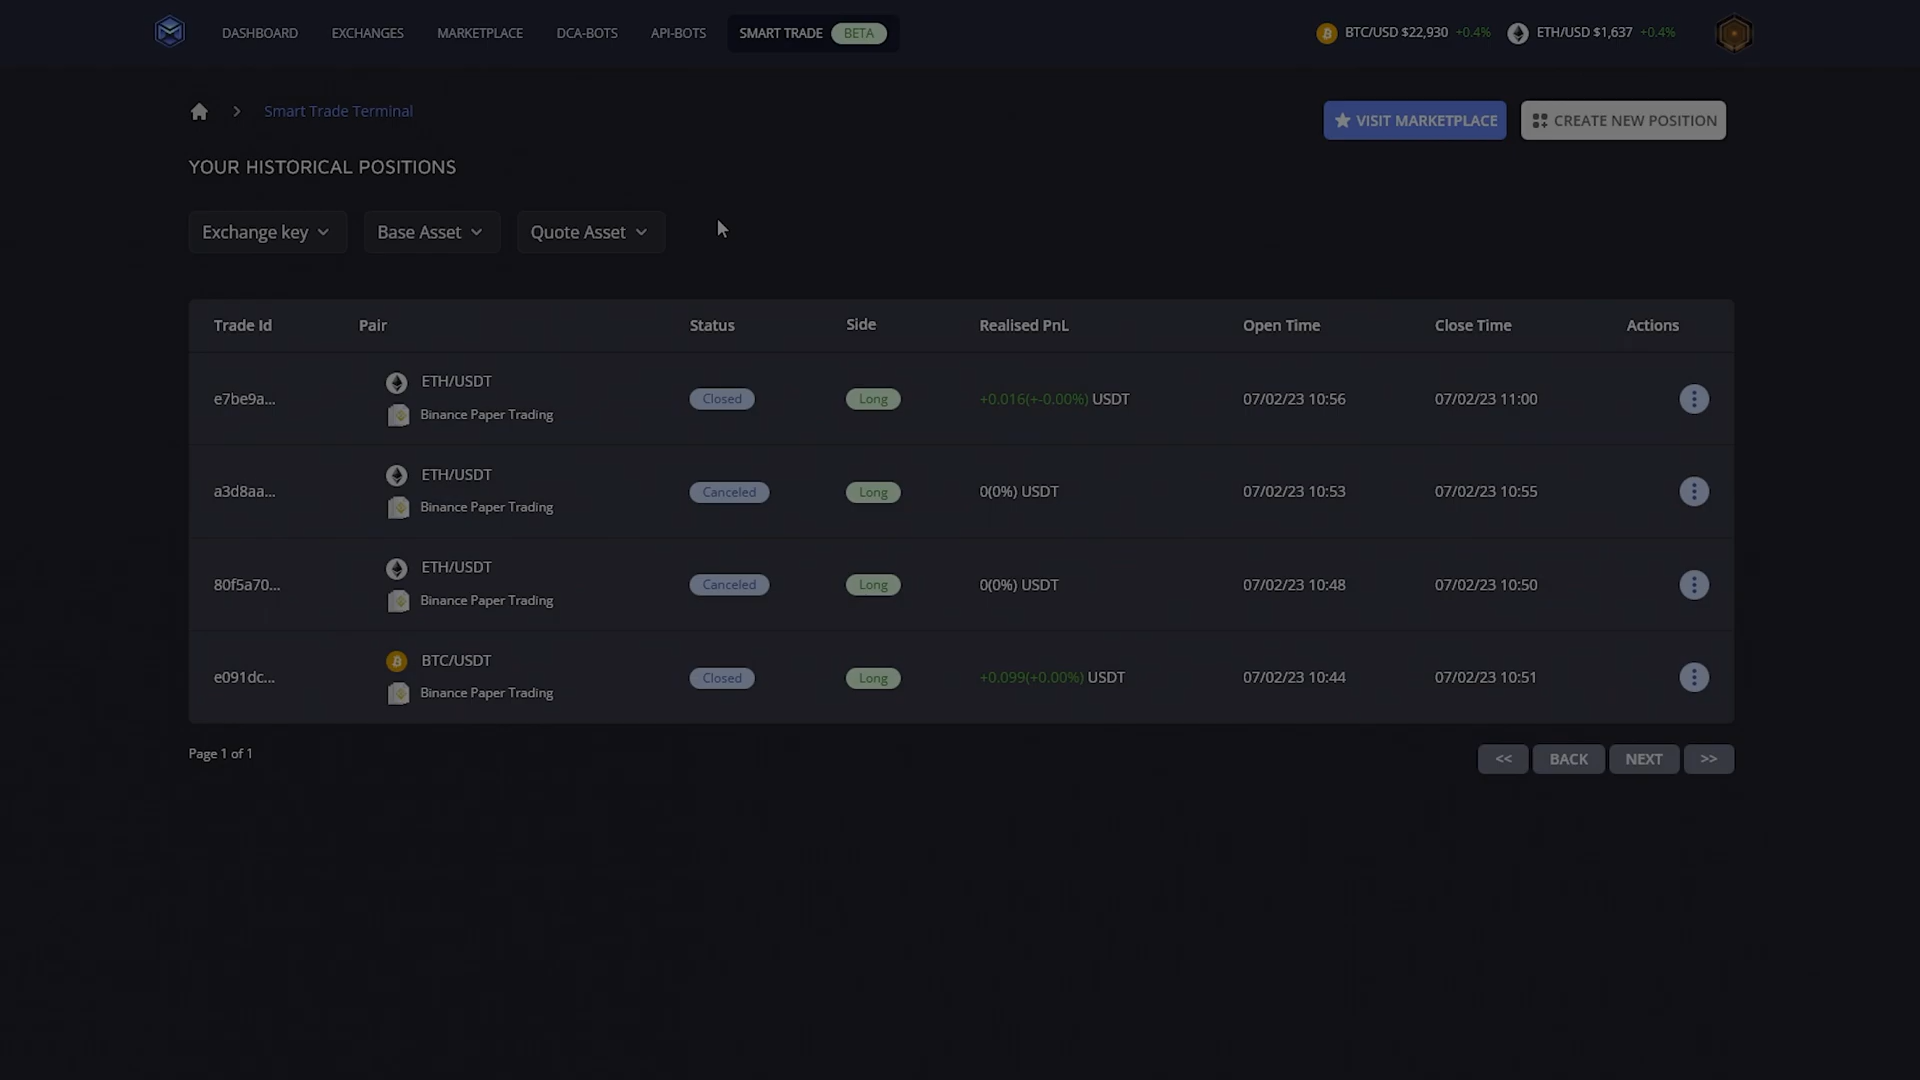 DASHBOARD EXCHANGES MARKETPLACE DCA-BOTS API-BOTS SMART TRADE BETA BTC/USD $22,930 +0.4% ETH/USD $1,637 +0.4%
Smart Trade Terminal
VISIT MARKETPLACE CREATE NEW POSITION
YOUR HISTORICAL POSITIONS
Exchange key Base Asset Quote Asset
Trade Id Pair Status Side Realised PnL Open Time Close Time Actions
ETH/USDT
e7be9a... Closed Long +0.016(+-0.00%) USDT 07/02/23 10:56 07/02/23 11:00
Binance Paper Trading
ETH/USDT
a3d8aa... Canceled Long 0(0%) USDT 07/02/23 10:53 07/02/23 10:55
Binance Paper Trading
ETH/USDT
80f5a70... Canceled Long 0(0%) USDT 07/02/23 10:48 07/02/23 10:50
Binance Paper Trading
BTC/USDT
e091dc... Closed Long +0.099(+0.00%) USDT 07/02/23 10:44 07/02/23 10:51
Binance Paper Trading
Page 1 of 1 << BACK NEXT >>